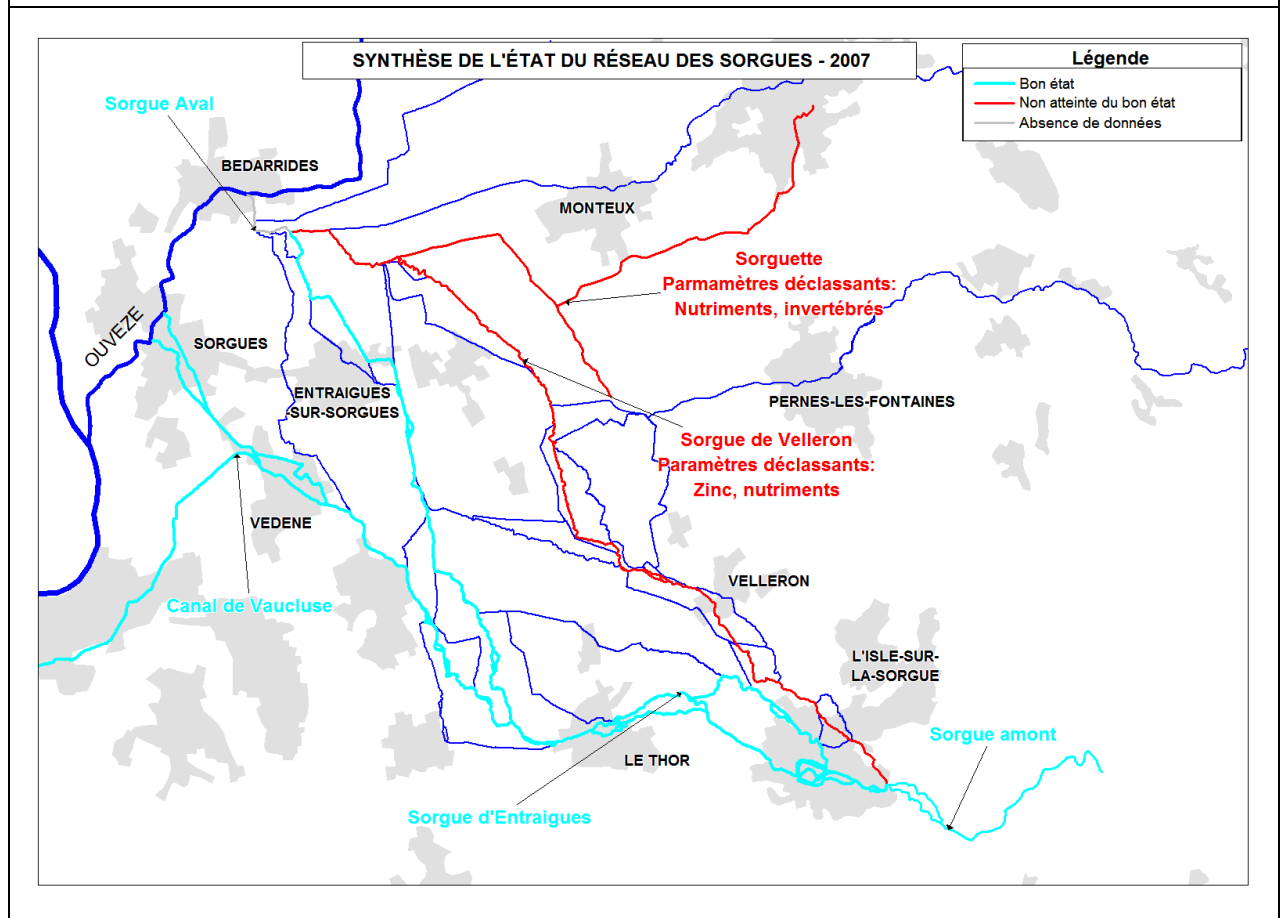 SYNTHÈSE DE L'ÉTAT DU RÉSEAU DES SORGUES - 2007
Légende
Bon état
Non atteinte du bon état
Absence de données
Sorgue Aval
BEDARRIDES
MONTEUX
Sorguette
Parmamètres déclassants:
Nutriments, invertébrés
OUVEZE
SORGUES
ENTRAIGUES
-SUR-SORGUES
PERNES-LES-FONTAINES
Sorgue de Velleron
Paramètres déclassants:
Zinc, nutriments
VEDENE
VELLERON
Canal de Vaucluse
L'ISLE-SUR-
LA-SORGUE
Sorgue amont
LE THOR
Sorgue d'Entraigues